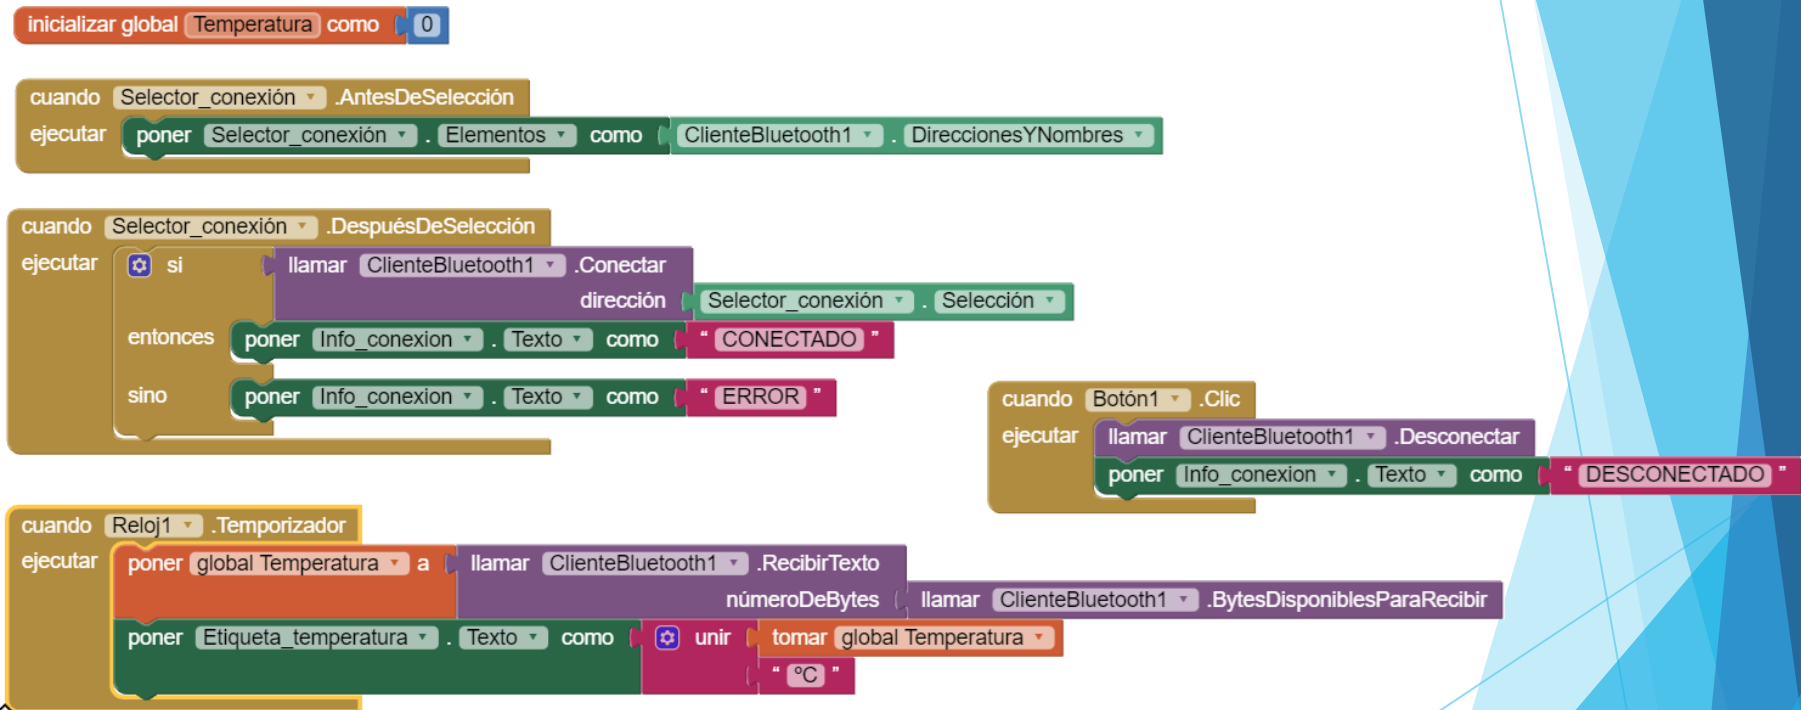 inicializar global Temperatura como 0
cuando Selector_conexión .AntesDeSelección
ejecutar poner Selector_conexión . Elementos como ClienteBluetooth1 . DireccionesYNombres
cuando Selector_conexión .DespuésDeSelección
ejecutar si llamar ClienteBluetooth1 .Conectar
dirección Selector_conexión . Selección
entonces poner Info_conexion . Texto como “ CONECTADO ”
sino poner Info_conexion . Texto como “ ERROR ”
cuando Botón1 .Clic
ejecutar llamar ClienteBluetooth1 .Desconectar
poner Info_conexion . Texto como “ DESCONECTADO ”
cuando Reloj1 .Temporizador
ejecutar poner global Temperatura a llamar ClienteBluetooth1 .RecibirTexto
númeroDeBytes llamar ClienteBluetooth1 .BytesDisponiblesParaRecibir
poner Etiqueta_temperatura . Texto como unir tomar global Temperatura
“ ºC ”